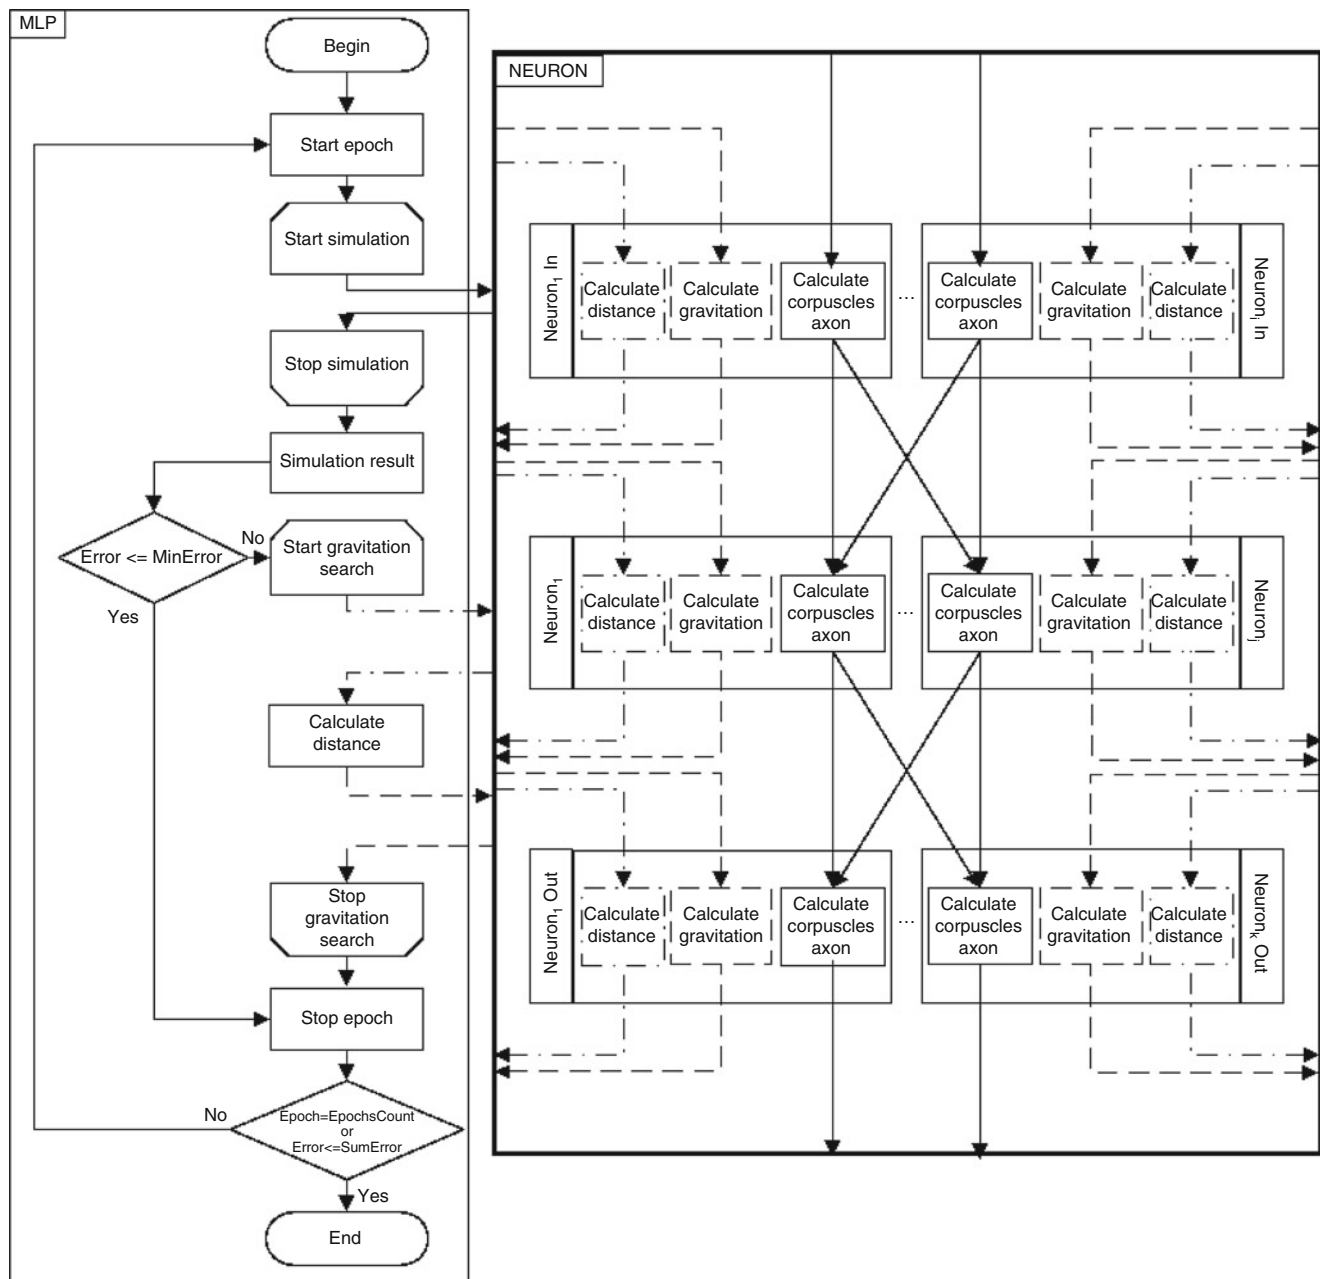 MLP
Begin
Start epoch
Start simulation
Stop simulation
Simulation result
Error <= MinError
No
Yes
Start gravitation
search
Calculate
distance
Stop
gravitation
search
Stop epoch
Epoch=EpochsCount
or
Error<=SumError
No
Yes
End
NEURON
Neuron₁ In
Calculate
distance
Calculate
gravitation
Calculate
corpuscles
axon
...
Calculate
corpuscles
axon
Calculate
gravitation
Calculate
distance
Neuronᵢ In
Neuron₁
Calculate
distance
Calculate
gravitation
Calculate
corpuscles
axon
...
Calculate
corpuscles
axon
Calculate
gravitation
Calculate
distance
Neuronⱼ
Neuron₁ Out
Calculate
distance
Calculate
gravitation
Calculate
corpuscles
axon
...
Calculate
corpuscles
axon
Calculate
gravitation
Calculate
distance
Neuronₖ Out